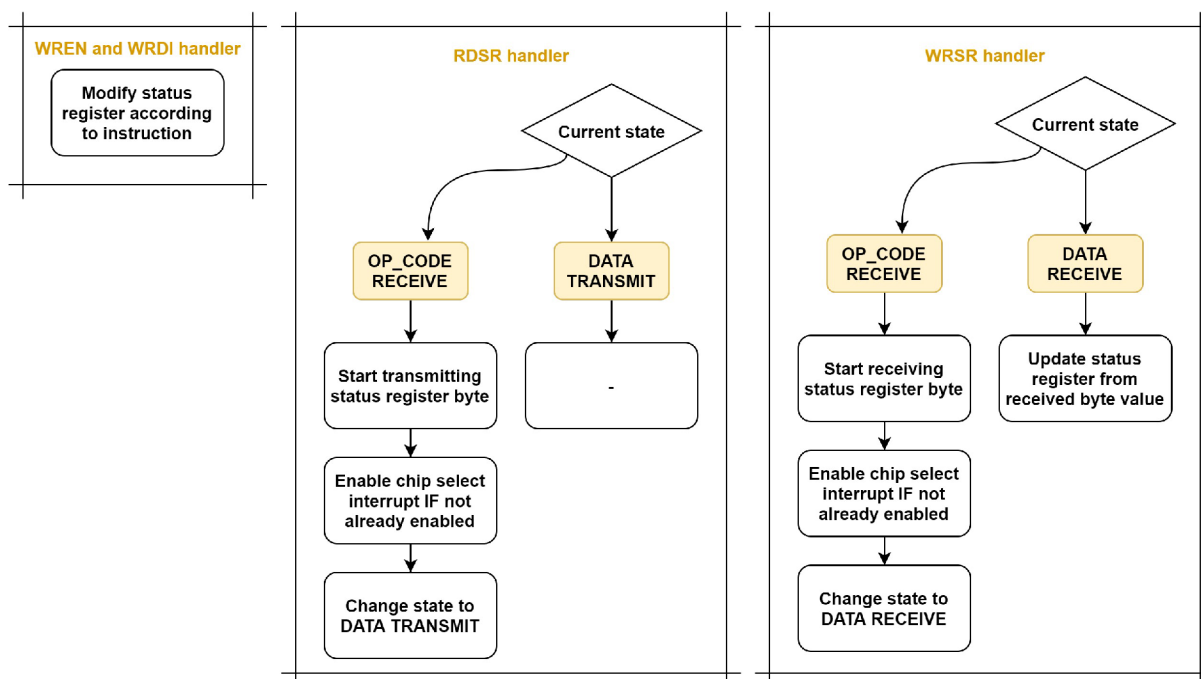 WREN and WRDI handler
Modify status
register according
to instruction
RDSR handler
Current state
OP_CODE
RECEIVE
DATA
TRANSMIT
Start transmitting
status register byte
-
Enable chip select
interrupt IF not
already enabled
Change state to
DATA TRANSMIT
WRSR handler
Current state
OP_CODE
RECEIVE
DATA
RECEIVE
Start receiving
status register byte
Update status
register from
received byte value
Enable chip select
interrupt IF not
already enabled
Change state to
DATA RECEIVE